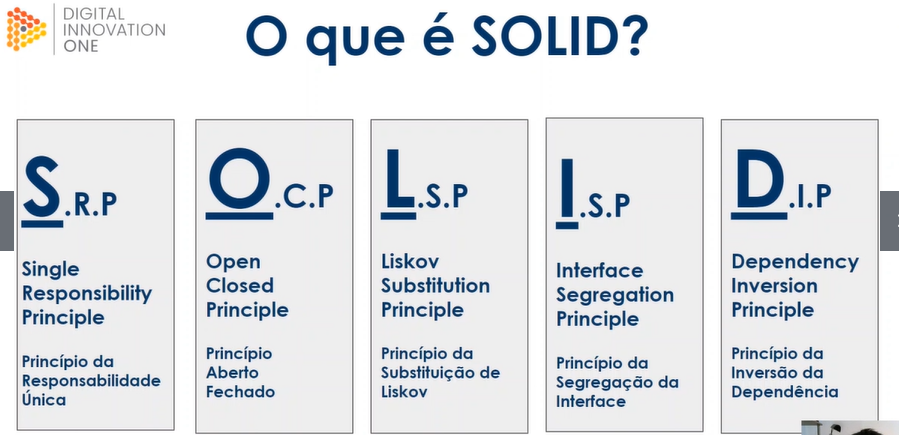 DIGITAL
INNOVATION
ONE
O que é SOLID?
S.R.P
Single
Responsibility
Principle
Princípio da
Responsabilidade
Única
O.C.P
Open
Closed
Principle
Princípio
Aberto
Fechado
L.S.P
Liskov
Substitution
Principle
Princípio da
Substituição de
Liskov
I.S.P
Interface
Segregation
Principle
Princípio da
Segregação da
Interface
D.I.P
Dependency
Inversion
Principle
Princípio da
Inversão da
Dependência